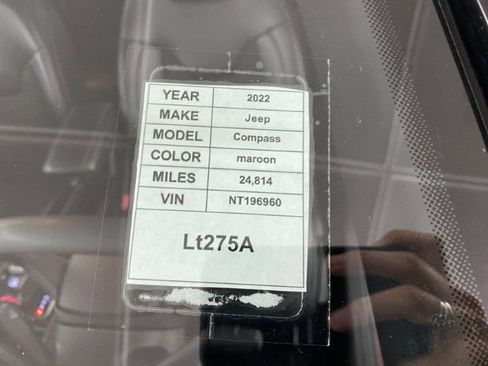 YEAR 2022
MAKE Jeep
MODEL Compass
COLOR maroon
MILES 24,814
VIN NT196960
Lt275A